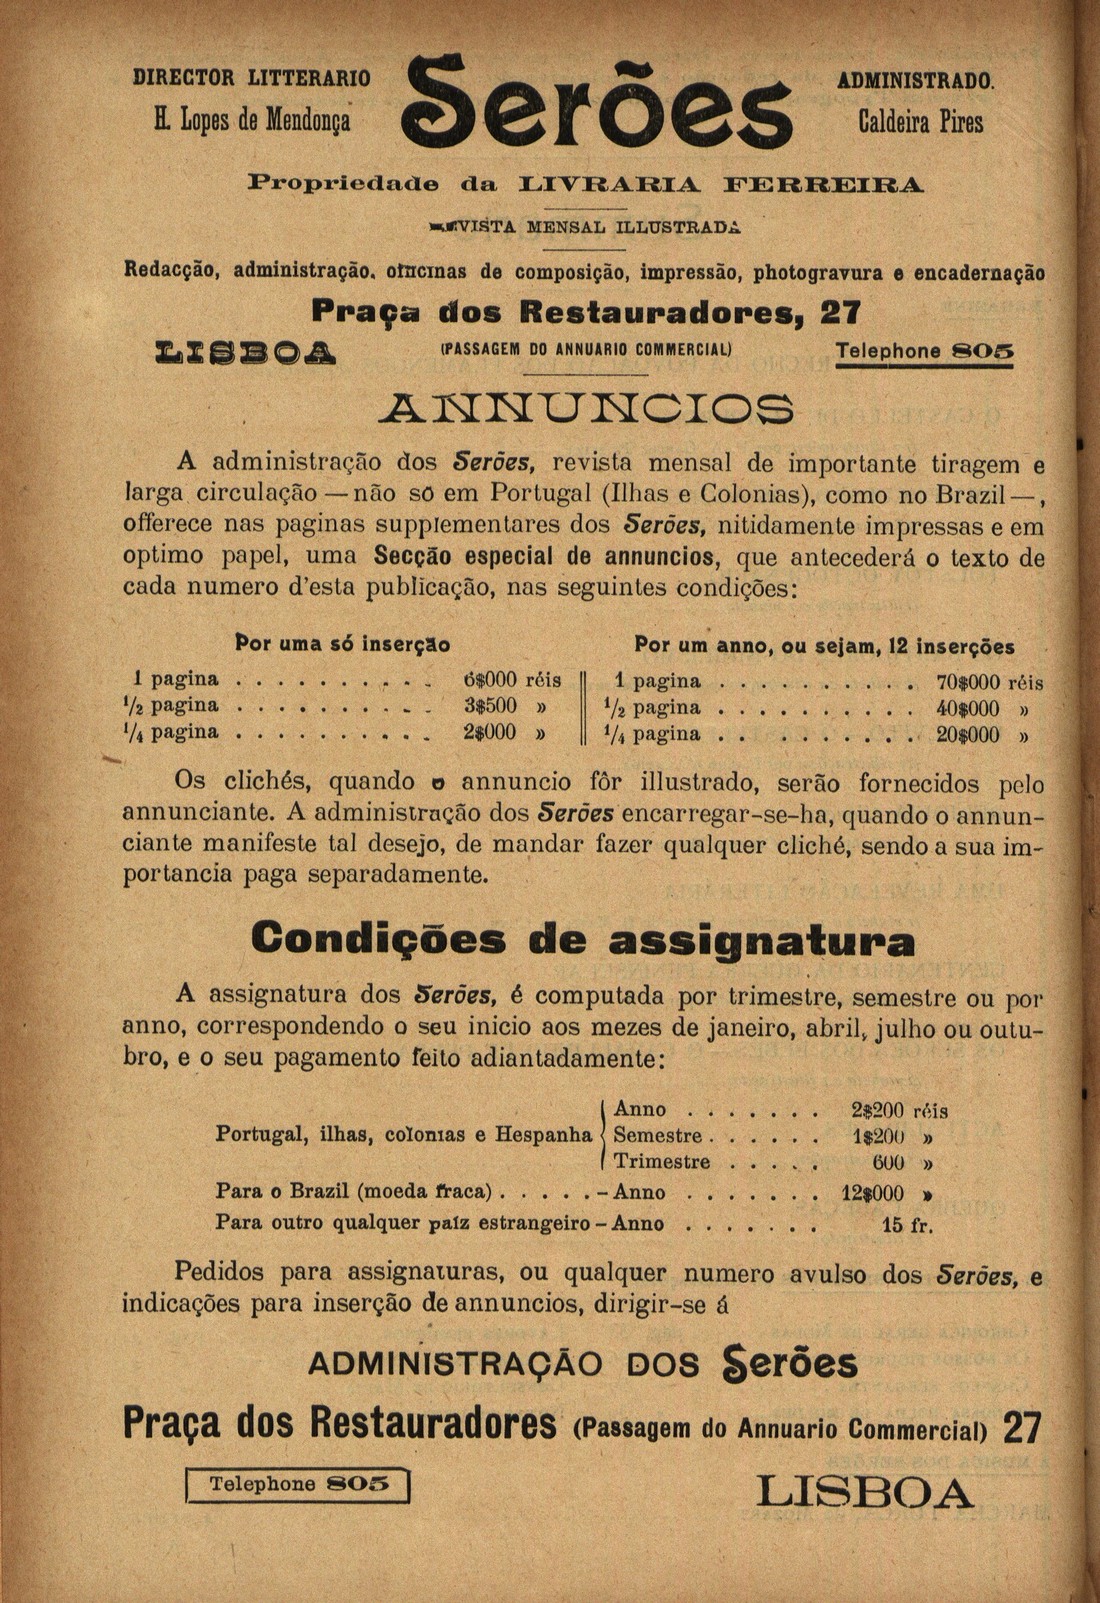 DIRECTOR LITTERARIO
H. Lopes de Mendonça
Serões
ADMINISTRADO.
Caldeira Pires
Propriedade da LIVRARIA FERREIRA
VISTA MENSAL ILLUSTRADA
Redacção, administração, officinas de composição, impressão, photogravura e encadernação
Praça dos Restauradores, 27
LISBOA
(PASSAGEM DO ANNUARIO COMMERCIAL)
Telephone 805
ANNUNCIOS
A administração dos Serões, revista mensal de importante tiragem e
larga circulação — não só em Portugal (Ilhas e Colonias), como no Brazil —,
offerece nas paginas supplementares dos Serões, nitidamente impressas e em
optimo papel, uma Secção especial de annuncios, que antecederá o texto de
cada numero d'esta publicação, nas seguintes condições:
Por uma só inserção
1 pagina . . . . . . . . . . 6$000 réis
1/2 pagina . . . . . . . . . . 3$500 »
1/4 pagina . . . . . . . . . . 2$000 »
Por um anno, ou sejam, 12 inserções
1 pagina . . . . . . . . . . 70$000 réis
1/2 pagina . . . . . . . . . . 40$000 »
1/4 pagina . . . . . . . . . . 20$000 »
Os clichés, quando o annuncio fôr illustrado, serão fornecidos pelo
annunciante. A administração dos Serões encarregar-se-ha, quando o annun-
ciante manifeste tal desejo, de mandar fazer qualquer cliché, sendo a sua im-
portancia paga separadamente.
Condições de assignatura
A assignatura dos Serões, é computada por trimestre, semestre ou por
anno, correspondendo o seu inicio aos mezes de janeiro, abril, julho ou outu-
bro, e o seu pagamento feito adiantadamente:
Portugal, ilhas, colonias e Hespanha
Anno . . . . . . . 2$200 réis
Semestre . . . . . . 1$200 »
Trimestre . . . . . 600 »
Para o Brazil (moeda fraca) . . . . . - Anno . . . . . . . 12$000 »
Para outro qualquer paiz estrangeiro - Anno . . . . . . . 15 fr.
Pedidos para assignaturas, ou qualquer numero avulso dos Serões, e
indicações para inserção de annuncios, dirigir-se á
ADMINISTRAÇÃO DOS Serões
Praça dos Restauradores (Passagem do Annuario Commercial) 27
Telephone 805
LISBOA